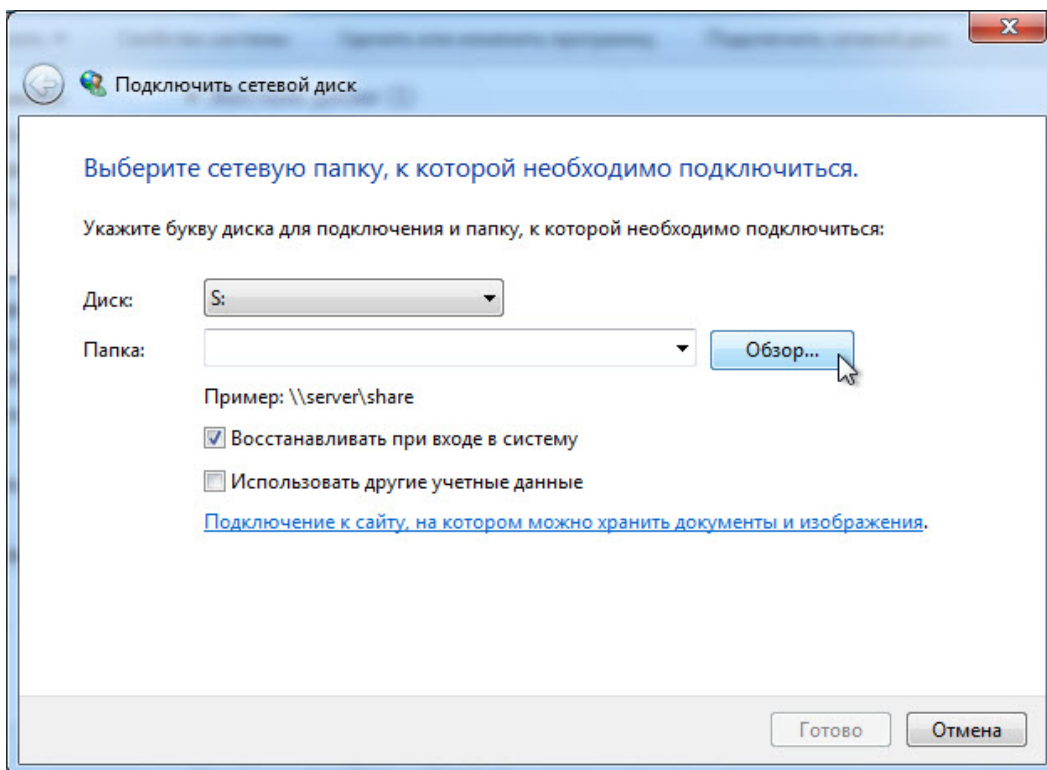 Подключить сетевой диск
Выберите сетевую папку, к которой необходимо подключиться.
Укажите букву диска для подключения и папку, к которой необходимо подключиться:
Диск: S:
Папка: Обзор...
Пример: \\server\share
Восстанавливать при входе в систему
Использовать другие учетные данные
Подключение к сайту, на котором можно хранить документы и изображения.
Готово Отмена